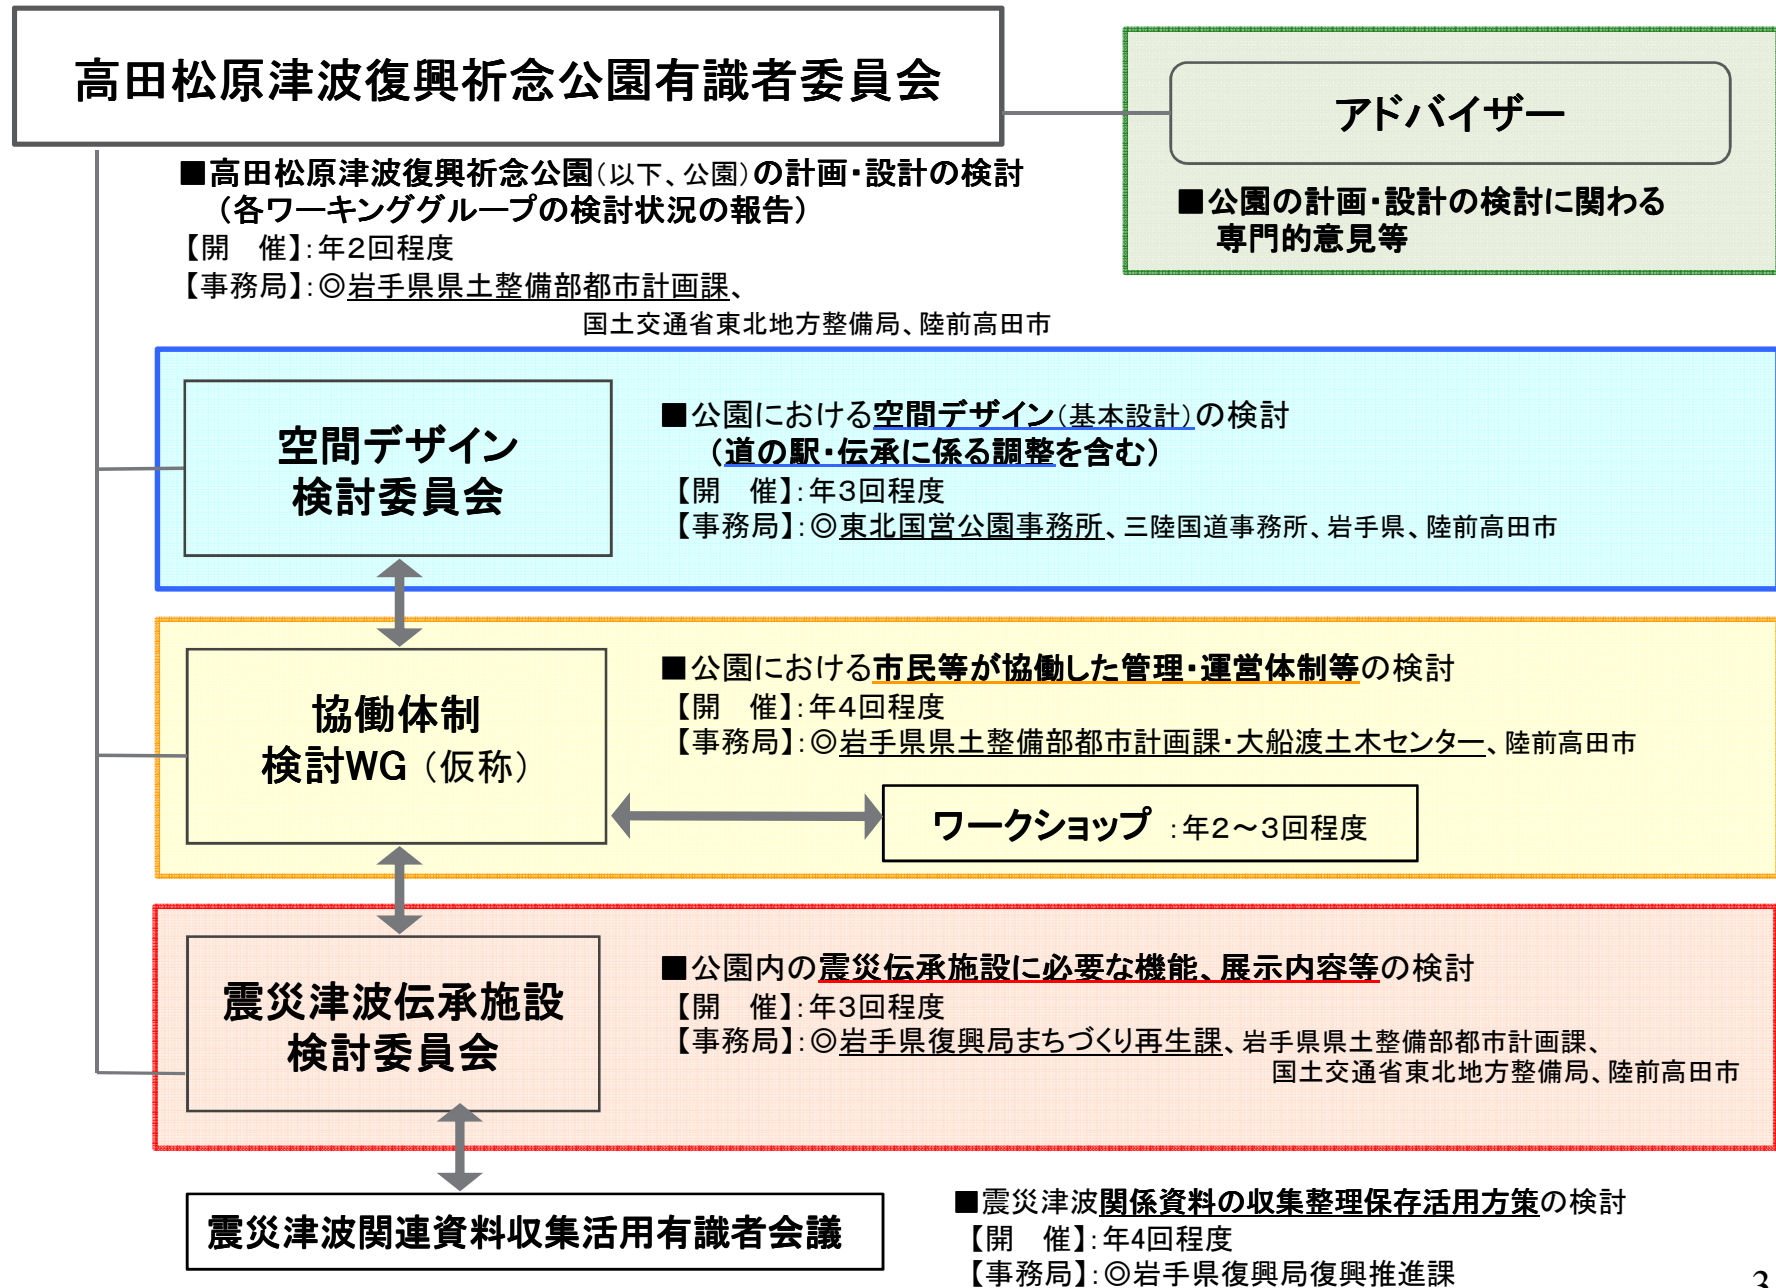 高田松原津波復興祈念公園有識者委員会
アドバイザー
■公園の計画・設計の検討に関わる
専門的意見等
■高田松原津波復興祈念公園(以下、公園)の計画・設計の検討
（各ワーキンググループの検討状況の報告）
【開　催】：年２回程度
【事務局】：◎岩手県県土整備部都市計画課、
国土交通省東北地方整備局、陸前高田市
空間デザイン
検討委員会
■公園における空間デザイン(基本設計)の検討
（道の駅・伝承に係る調整を含む）
【開　催】：年３回程度
【事務局】：◎東北国営公園事務所、三陸国道事務所、岩手県、陸前高田市
協働体制
検討WG（仮称）
■公園における市民等が協働した管理・運営体制等の検討
【開　催】：年４回程度
【事務局】：◎岩手県県土整備部都市計画課・大船渡土木センター、陸前高田市
ワークショップ ：年２～３回程度
震災津波伝承施設
検討委員会
■公園内の震災伝承施設に必要な機能、展示内容等の検討
【開　催】：年３回程度
【事務局】：◎岩手県復興局まちづくり再生課、岩手県県土整備部都市計画課、
国土交通省東北地方整備局、陸前高田市
震災津波関連資料収集活用有識者会議
■震災津波関係資料の収集整理保存活用方策の検討
【開　催】：年4回程度
【事務局】：◎岩手県復興局復興推進課
3